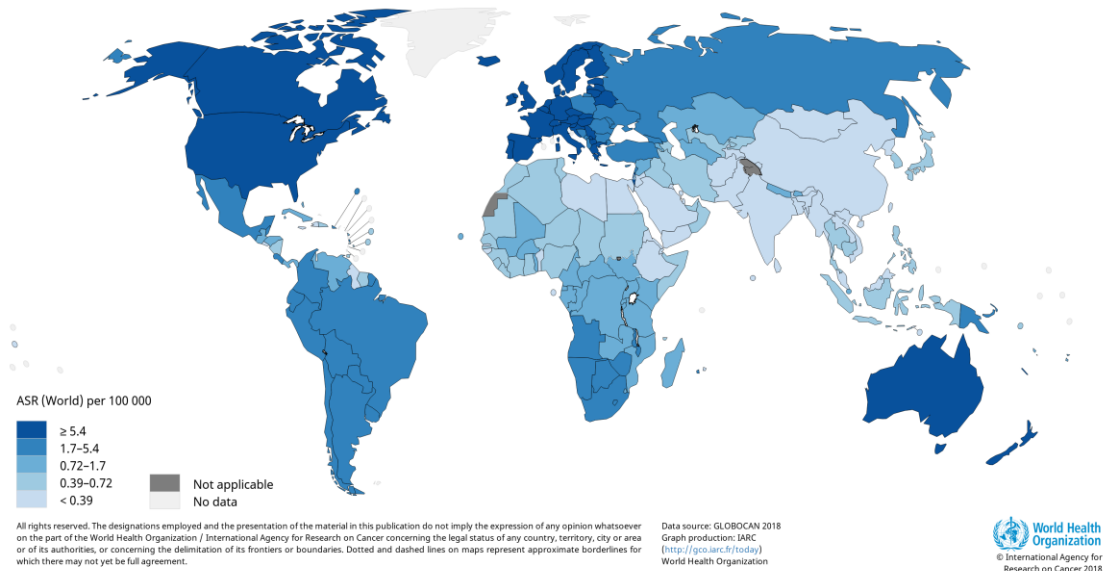 ASR (World) per 100 000
≥ 5.4
1.7–5.4
0.72–1.7
0.39–0.72
< 0.39
Not applicable
No data
All rights reserved. The designations employed and the presentation of the material in this publication do not imply the expression of any opinion whatsoever
on the part of the World Health Organization / International Agency for Research on Cancer concerning the legal status of any country, territory, city or area
or of its authorities, or concerning the delimitation of its frontiers or boundaries. Dotted and dashed lines on maps represent approximate borderlines for
which there may not yet be full agreement.
Data source: GLOBOCAN 2018
Graph production: IARC
(http://gco.iarc.fr/today)
World Health Organization
World Health
Organization
© International Agency for
Research on Cancer 2018